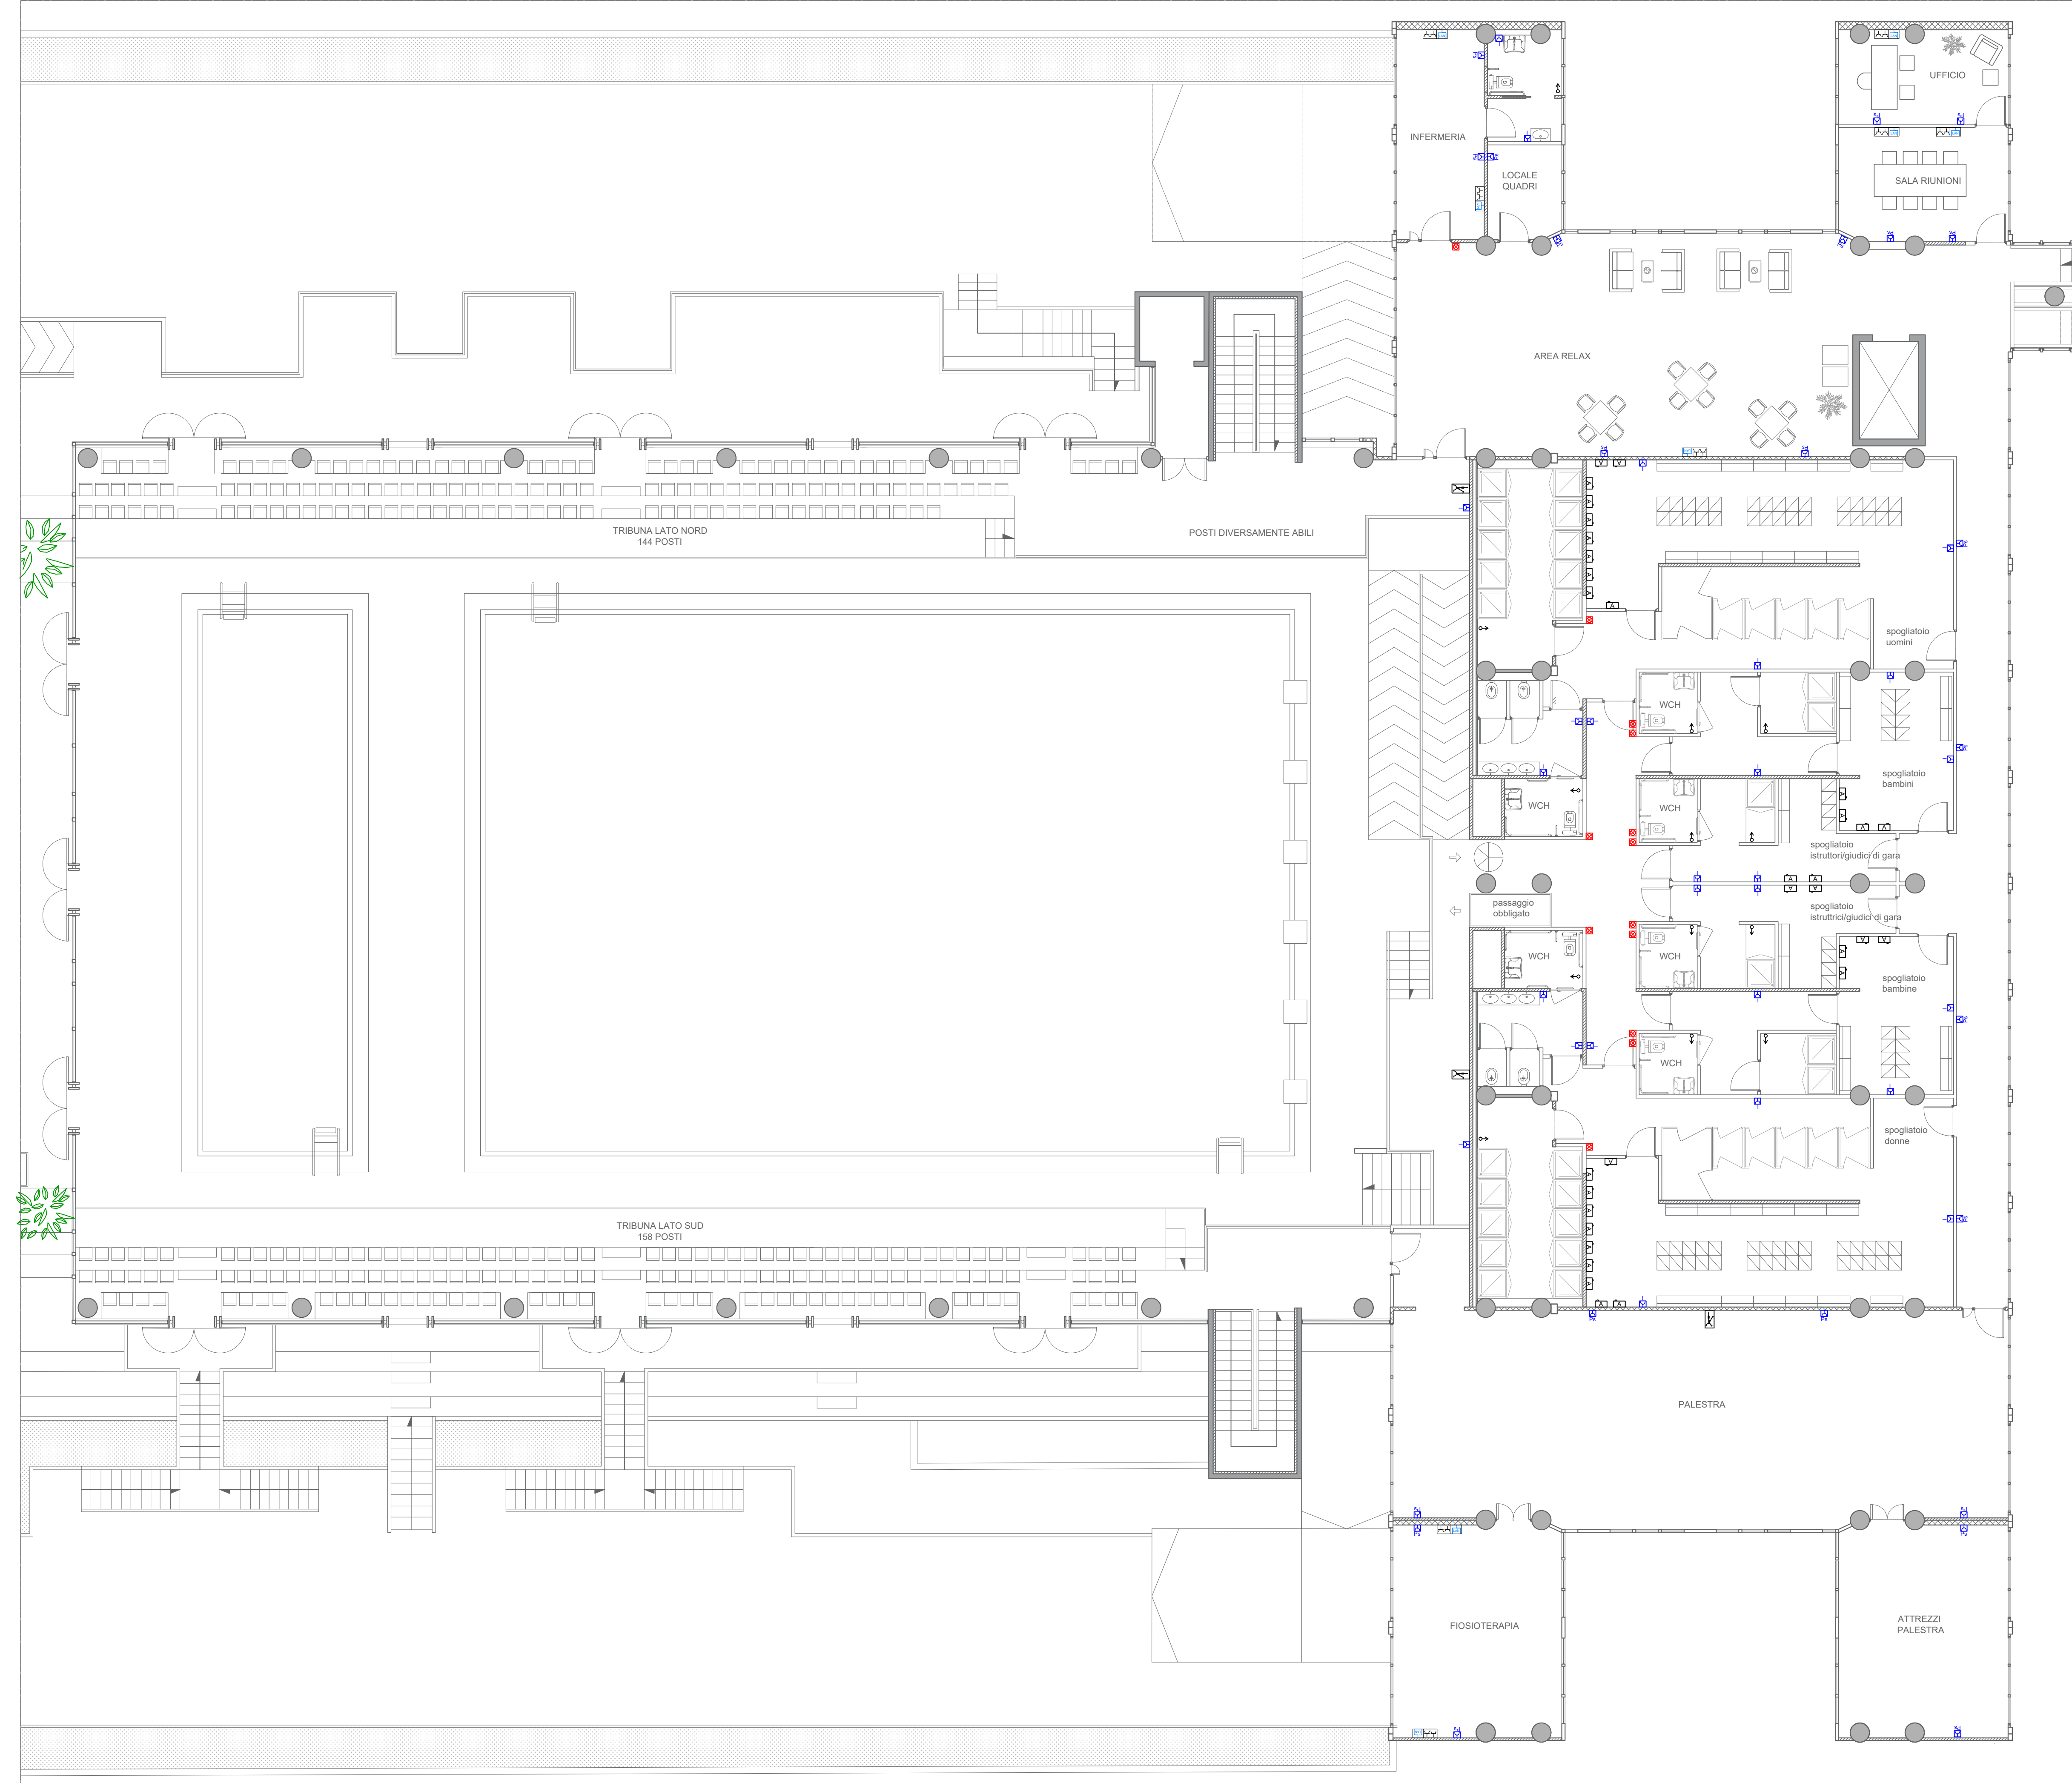 UFFICIO
INFERMERIA
LOCALE
QUADRI
SALA RIUNIONI
AREA RELAX
TRIBUNA LATO NORD
144 POSTI
POSTI DIVERSAMENTE ABILI
spogliatoio
uomini
WCH
spogliatoio
bambini
WCH
WCH
spogliatoio
istruttori/giudici di gara
passaggio
obbligato
spogliatoio
istruttrici/giudici di gara
WCH
WCH
spogliatoio
bambine
WCH
spogliatoio
donne
TRIBUNA LATO SUD
158 POSTI
PALESTRA
FIOSIOTERAPIA
ATTREZZI
PALESTRA